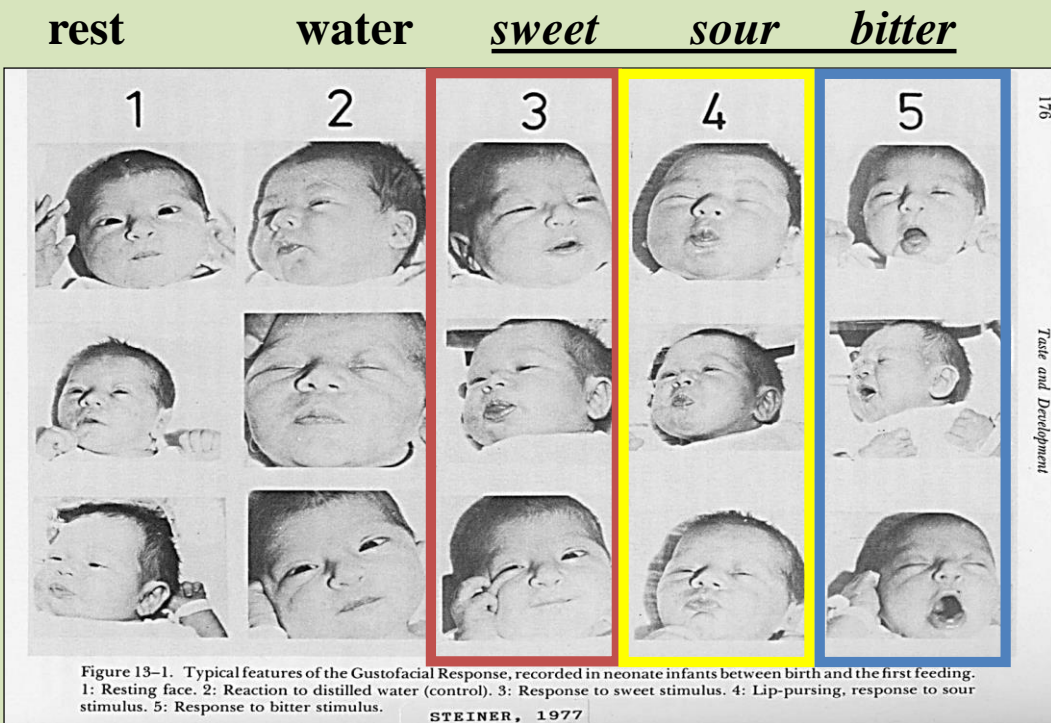 rest water sweet sour bitter
1 2 3 4 5
176
Taste and Development
Figure 13–1. Typical features of the Gustofacial Response, recorded in neonate infants between birth and the first feeding.
1: Resting face. 2: Reaction to distilled water (control). 3: Response to sweet stimulus. 4: Lip-pursing, response to sour
stimulus. 5: Response to bitter stimulus.
STEINER, 1977